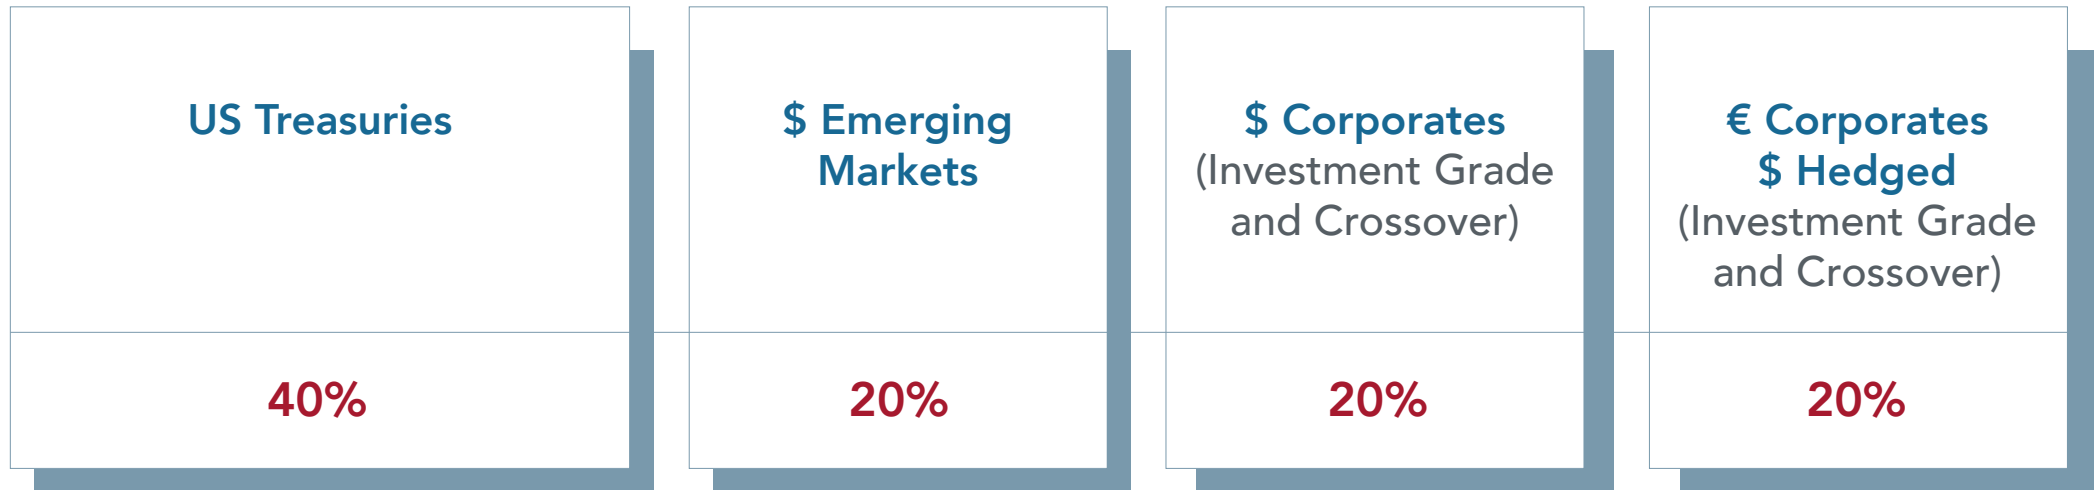 US Treasuries
40%
$ Emerging
Markets
20%
$ Corporates
(Investment Grade
and Crossover)
20%
€ Corporates
$ Hedged
(Investment Grade
and Crossover)
20%